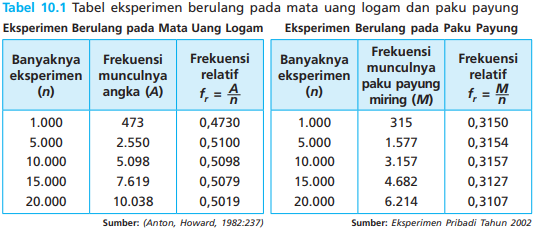 Tabel 10.1 Tabel eksperimen berulang pada mata uang logam dan paku payung
Eksperimen Berulang pada Mata Uang Logam
Banyaknya eksperimen (n) Frekuensi munculnya angka (A) Frekuensi relatif fr = A/n
1.000 473 0,4730
5.000 2.550 0,5100
10.000 5.098 0,5098
15.000 7.619 0,5079
20.000 10.038 0,5019
Sumber: (Anton, Howard, 1982:237)
Eksperimen Berulang pada Paku Payung
Banyaknya eksperimen (n) Frekuensi munculnya paku payung miring (M) Frekuensi relatif fr = M/n
1.000 315 0,3150
5.000 1.577 0,3154
10.000 3.157 0,3157
15.000 4.682 0,3127
20.000 6.214 0,3107
Sumber: Eksperimen Pribadi Tahun 2002